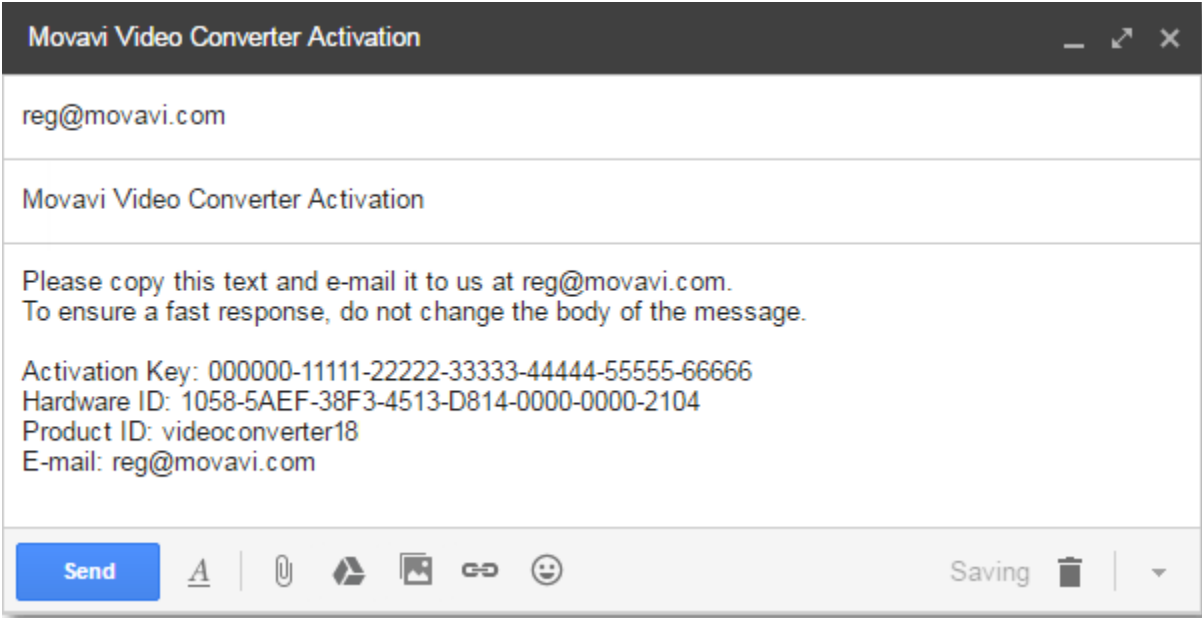 Movavi Video Converter Activation
reg@movavi.com
Movavi Video Converter Activation
Please copy this text and e-mail it to us at reg@movavi.com.
To ensure a fast response, do not change the body of the message.
Activation Key: 000000-11111-22222-33333-44444-55555-66666
Hardware ID: 1058-5AEF-38F3-4513-D814-0000-0000-2104
Product ID: videoconverter18
E-mail: reg@movavi.com
Send A Saving